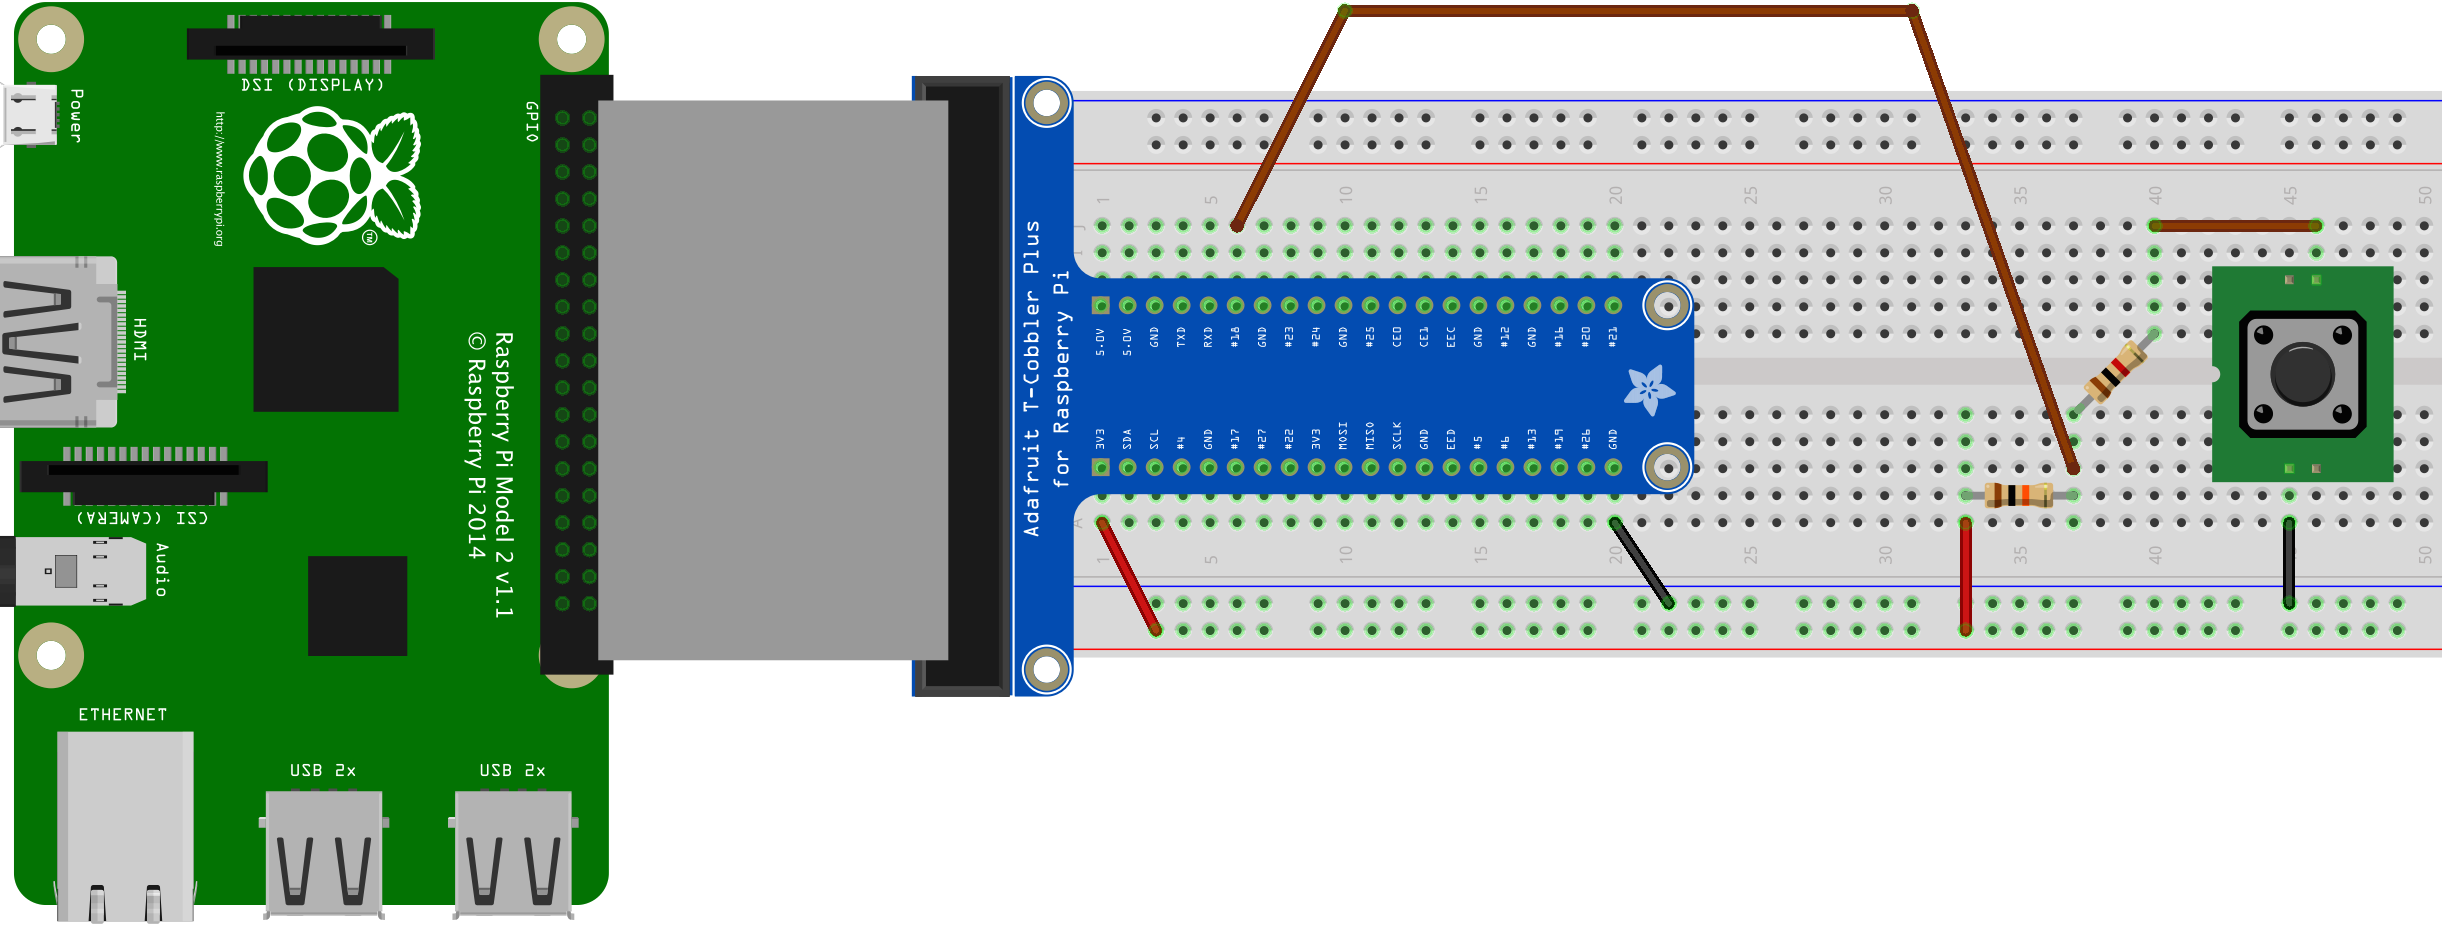 DSI (DISPLAY)
Power
http://www.raspberrypi.org
TM
GPIO
HDMI
Raspberry Pi Model 2 v1.1
© Raspberry Pi 2014
CSI (CAMERA)
Audio
ETHERNET
USB 2x
USB 2x
Adafruit T-Cobbler Plus
for Raspberry Pi
1 5 10 15 20 25 30 35 40 45 50
J
I
5.0V 5.0V GND TXD RXD #18 GND #23 #24 GND #25 CE0 CE1 EEC GND #12 GND #16 #20 #21
3V3 SDA SCL #4 GND #17 #27 #22 3V3 MOSI MISO SCLK GND EED #5 #6 #13 #19 #26 GND
A
1 5 10 15 20 25 30 35 40 45 50